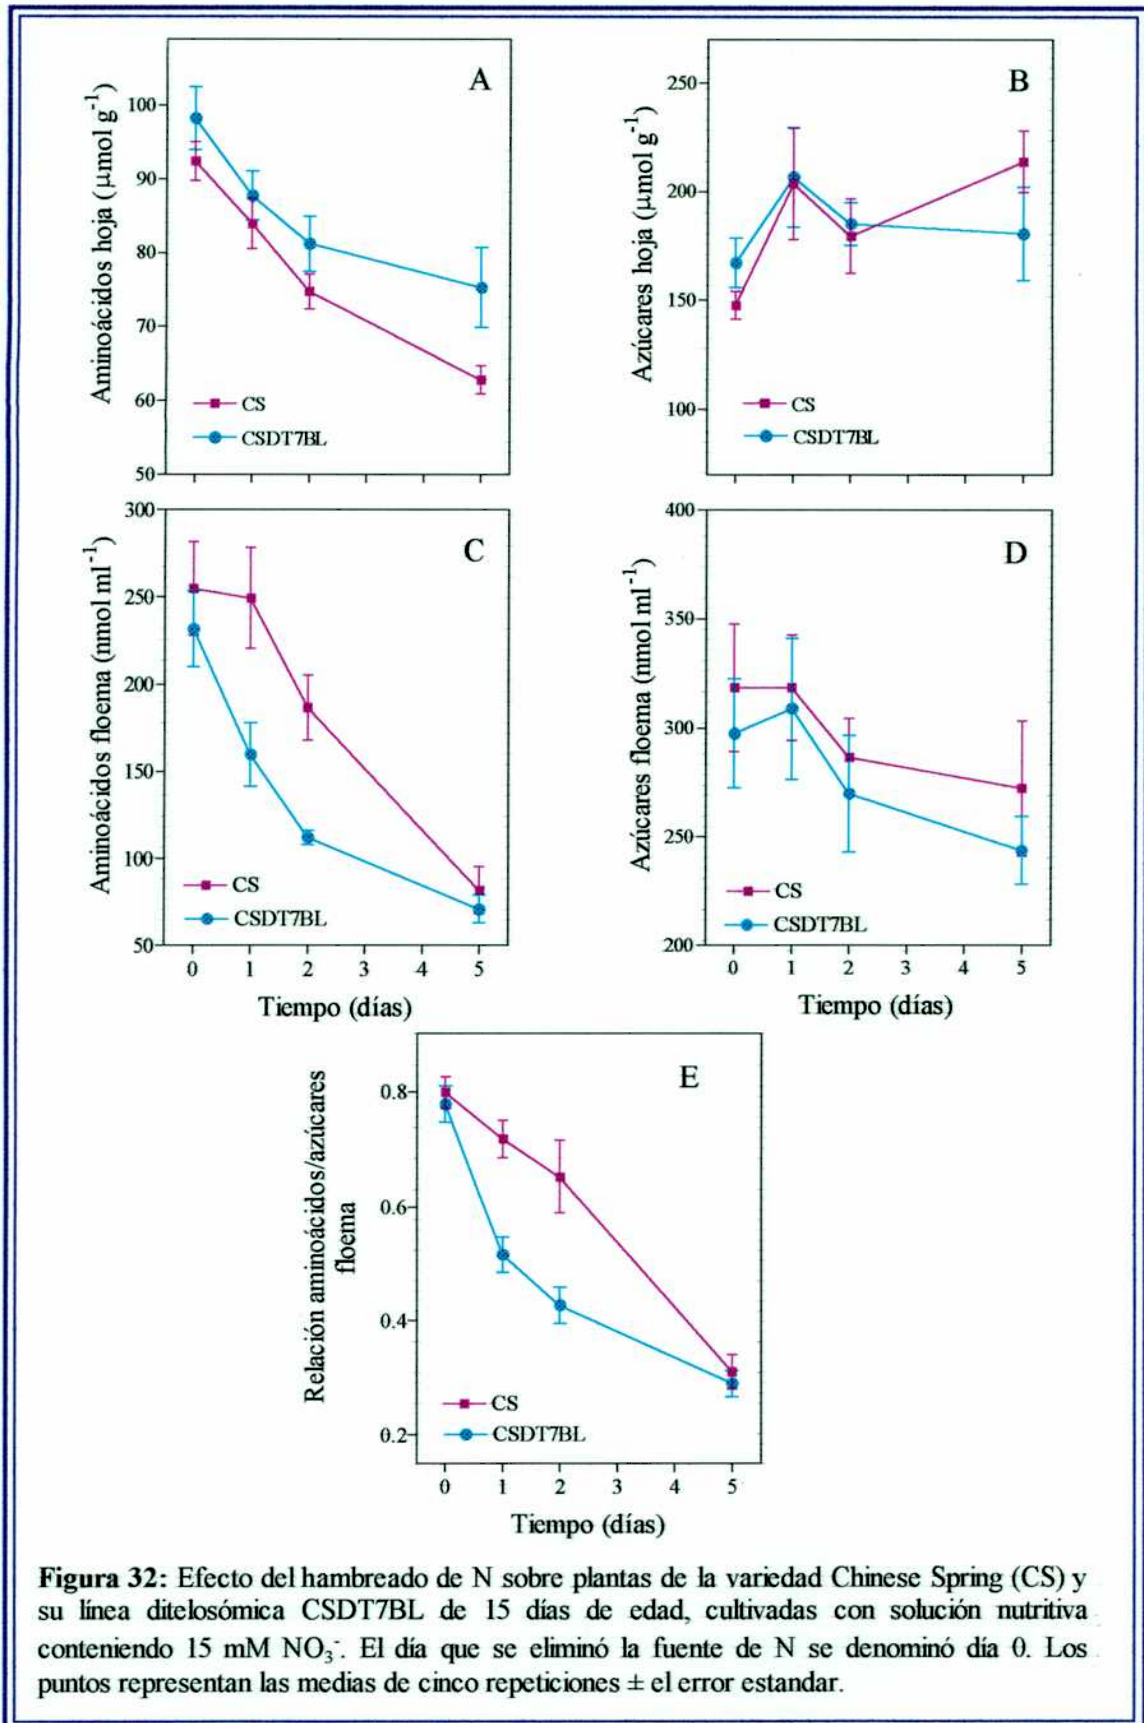 A
Aminoácidos hoja (μmol g⁻¹)
100
90
80
70
60
50
CS
CSDT7BL
B
Azúcares hoja (μmol g⁻¹)
250
200
150
100
CS
CSDT7BL
C
Aminoácidos floema (nmol ml⁻¹)
300
250
200
150
100
50
CS
CSDT7BL
0 1 2 3 4 5
Tiempo (días)
D
Azúcares floema (nmol ml⁻¹)
400
350
300
250
200
CS
CSDT7BL
0 1 2 3 4 5
Tiempo (días)
E
Relación aminoácidos/azúcares
floema
0.8
0.6
0.4
0.2
CS
CSDT7BL
0 1 2 3 4 5
Tiempo (días)
Figura 32: Efecto del hambreado de N sobre plantas de la variedad Chinese Spring (CS) y
su línea ditelosómica CSDT7BL de 15 días de edad, cultivadas con solución nutritiva
conteniendo 15 mM NO₃⁻. El día que se eliminó la fuente de N se denominó día 0. Los
puntos representan las medias de cinco repeticiones ± el error estandar.